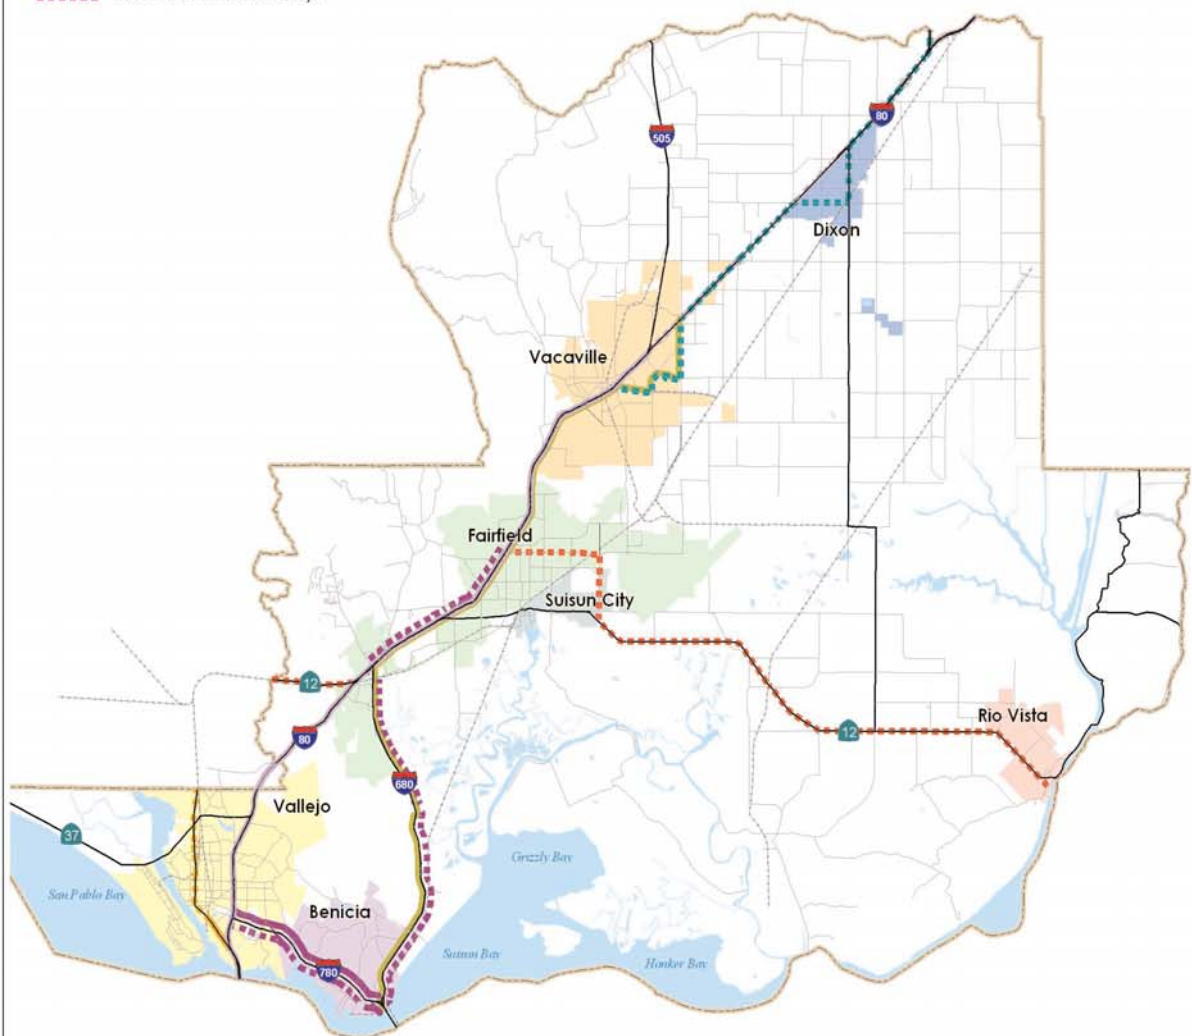 80
505
Dixon
Vacaville
Fairfield
Suisun City
12
Rio Vista
80
12
680
Vallejo
37
Grizzly Bay
San Pablo Bay
Benicia
Suisun Bay
Honker Bay
780